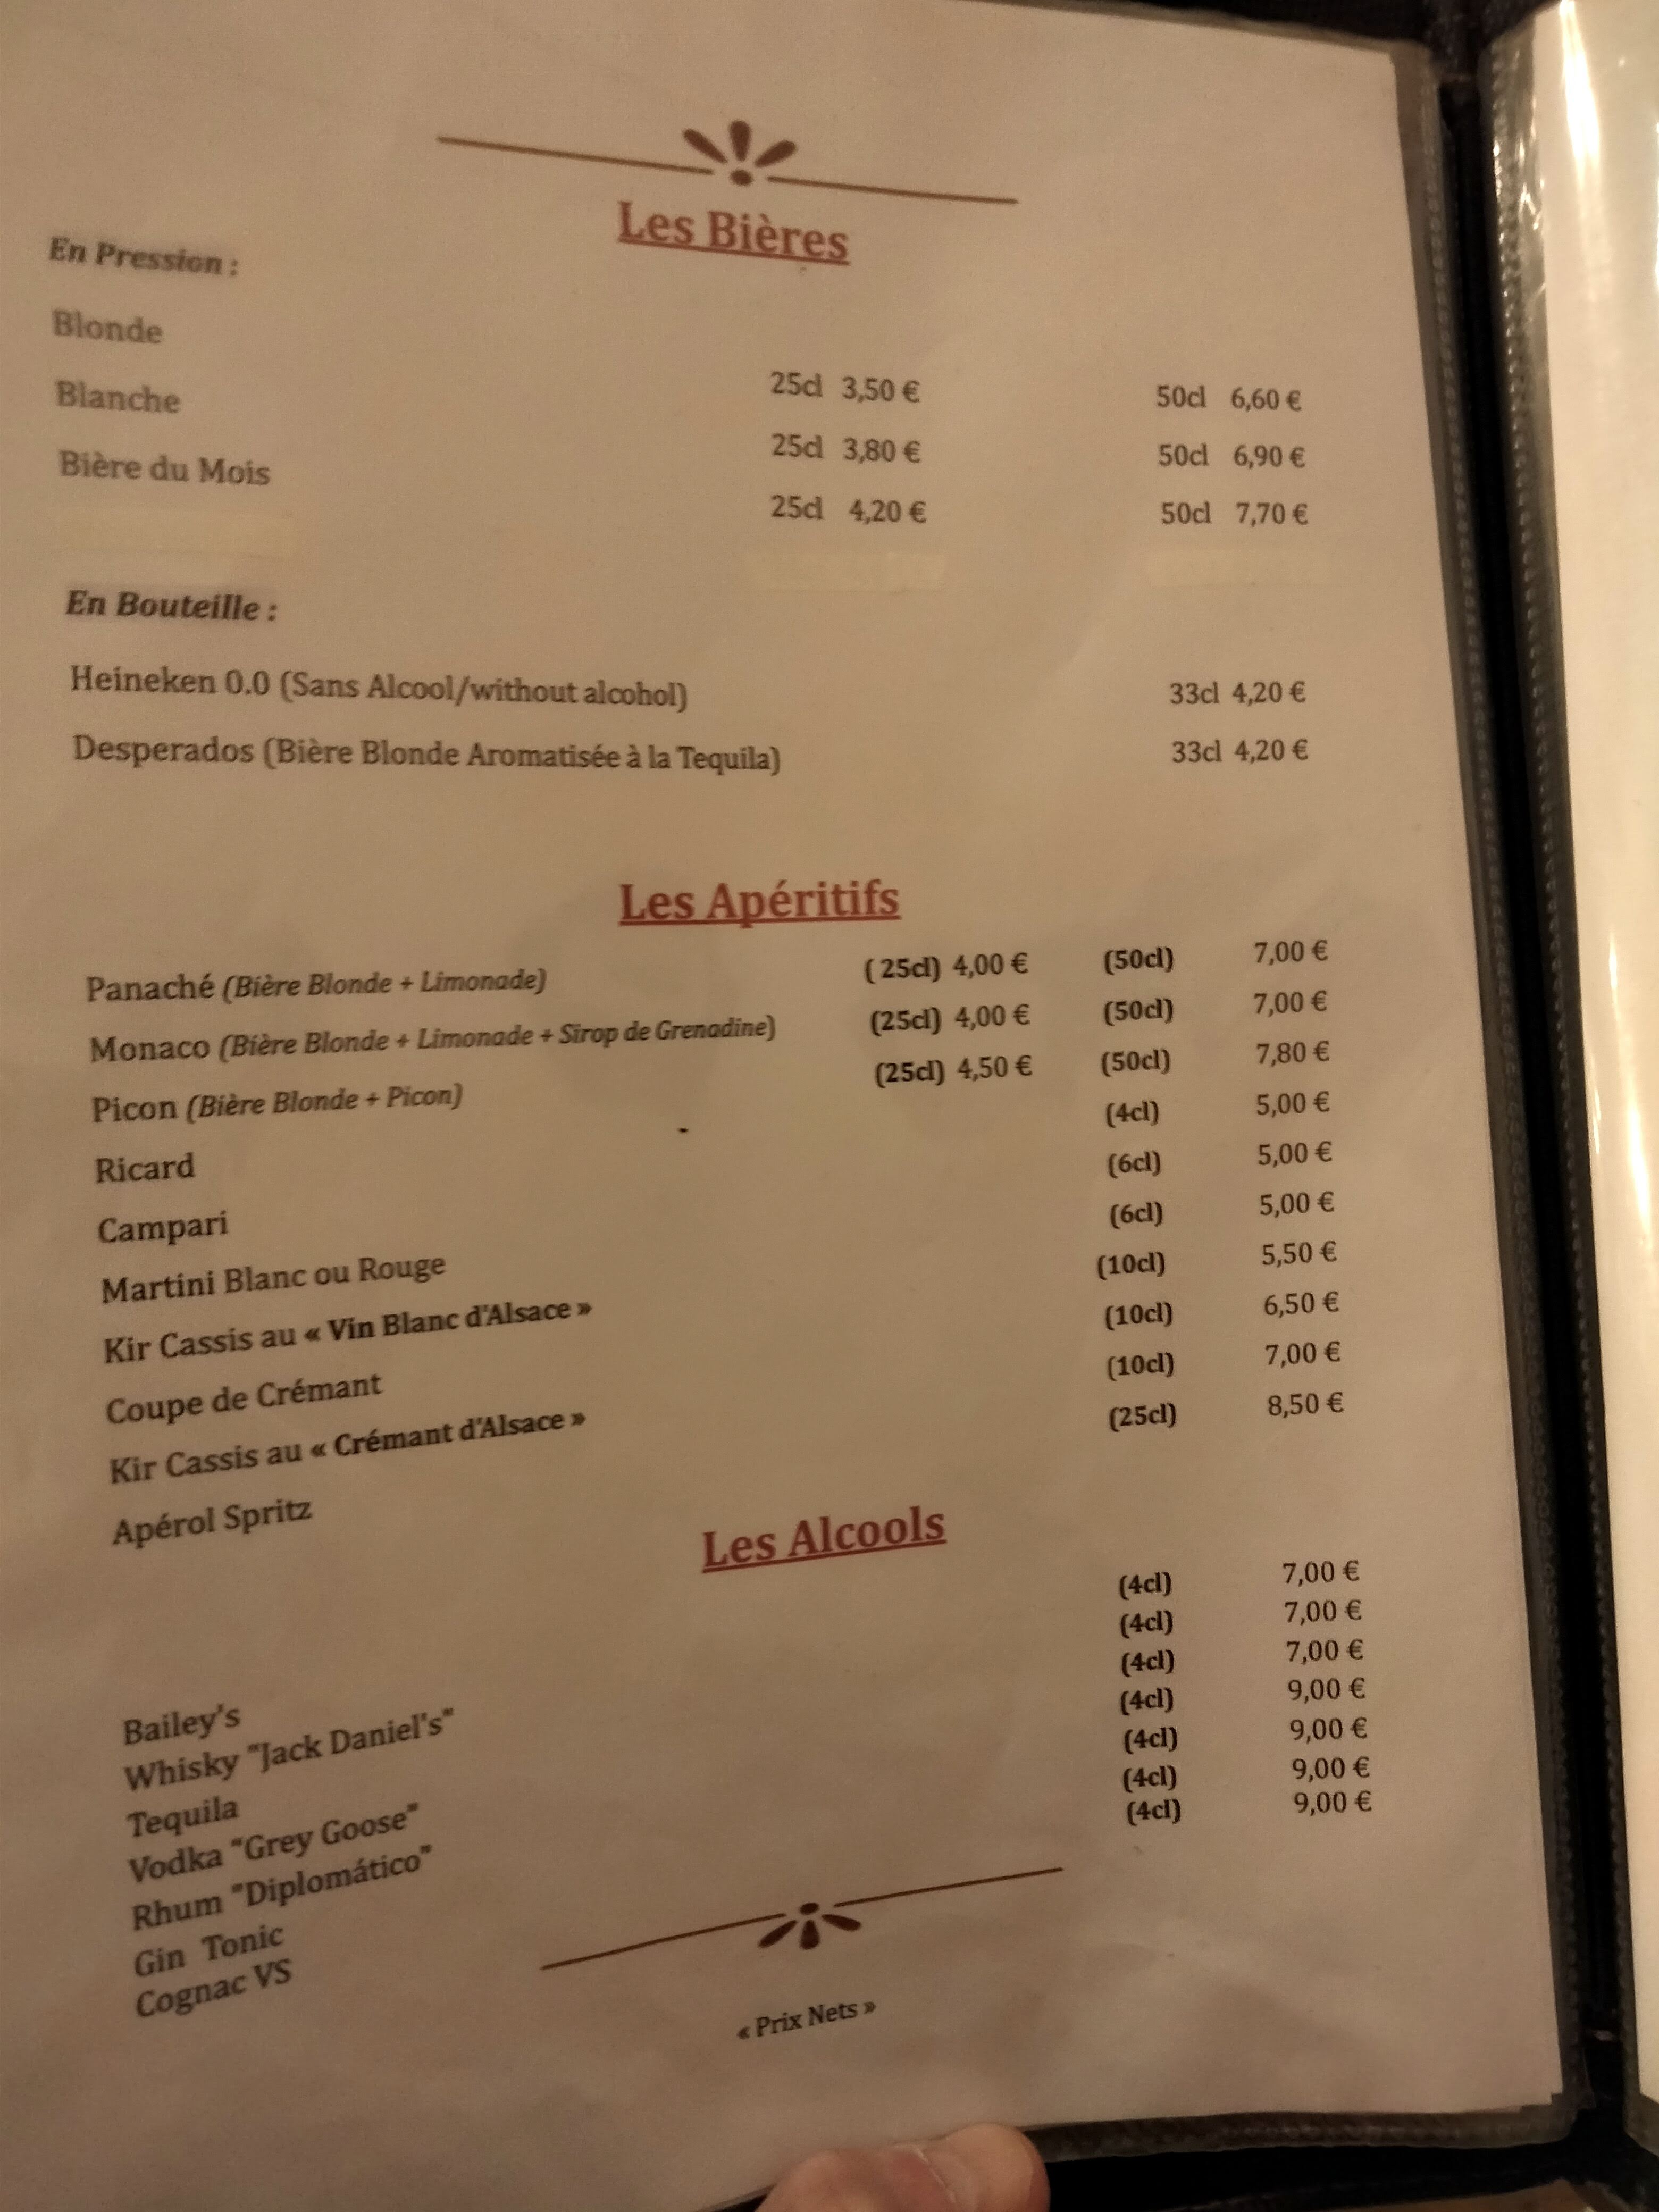 Les Bières
En Pression :
Blonde 25cl 3,50 € 50cl 6,60 €
Blanche 25cl 3,80 € 50cl 6,90 €
Bière du Mois 25cl 4,20 € 50cl 7,70 €
En Bouteille :
Heineken 0.0 (Sans Alcool/without alcohol) 33cl 4,20 €
Desperados (Bière Blonde Aromatisée à la Tequila) 33cl 4,20 €
Les Apéritifs
Panaché (Bière Blonde + Limonade) ( 25cl) 4,00 € (50cl) 7,00 €
Monaco (Bière Blonde + Limonade + Sirop de Grenadine) (25cl) 4,00 € (50cl) 7,00 €
Picon (Bière Blonde + Picon) (25cl) 4,50 € (50cl) 7,80 €
Ricard (4cl) 5,00 €
Campari (6cl) 5,00 €
Martini Blanc ou Rouge (6cl) 5,00 €
Kir Cassis au « Vin Blanc d'Alsace » (10cl) 5,50 €
Coupe de Crémant (10cl) 6,50 €
Kir Cassis au « Crémant d'Alsace » (10cl) 7,00 €
Apérol Spritz (25cl) 8,50 €
Les Alcools
Bailey's (4cl) 7,00 €
Whisky "Jack Daniel's" (4cl) 7,00 €
Tequila (4cl) 7,00 €
Vodka "Grey Goose" (4cl) 9,00 €
Rhum "Diplomático" (4cl) 9,00 €
Gin Tonic (4cl) 9,00 €
Cognac VS (4cl) 9,00 €
« Prix Nets »